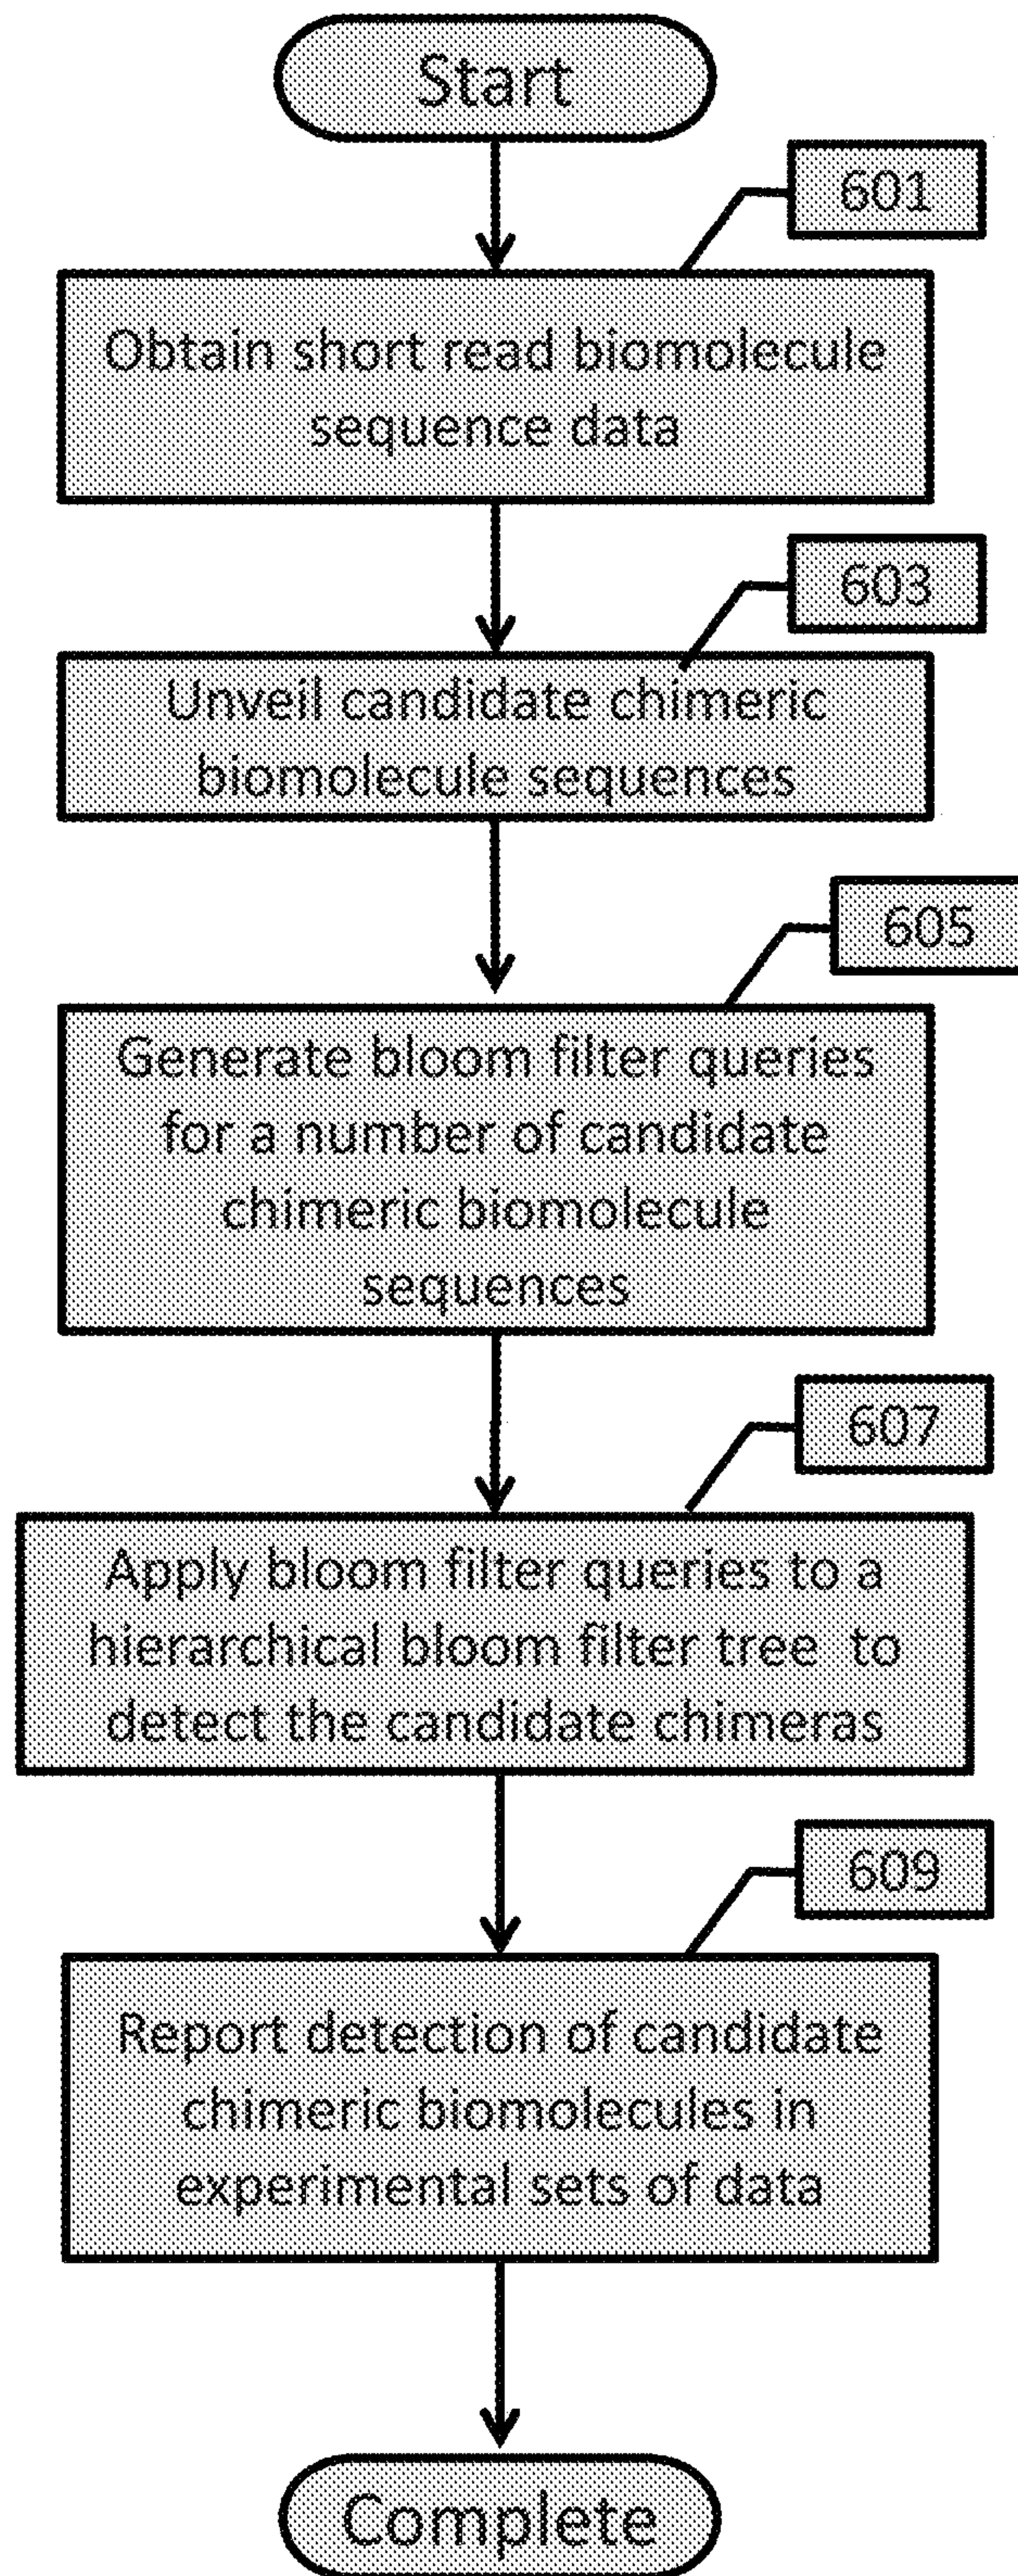 Start
601
Obtain short read biomolecule
sequence data
603
Unveil candidate chimeric
biomolecule sequences
605
Generate bloom filter queries
for a number of candidate
chimeric biomolecule
sequences
607
Apply bloom filter queries to a
hierarchical bloom filter tree to
detect the candidate chimeras
609
Report detection of candidate
chimeric biomolecules in
experimental sets of data
Complete